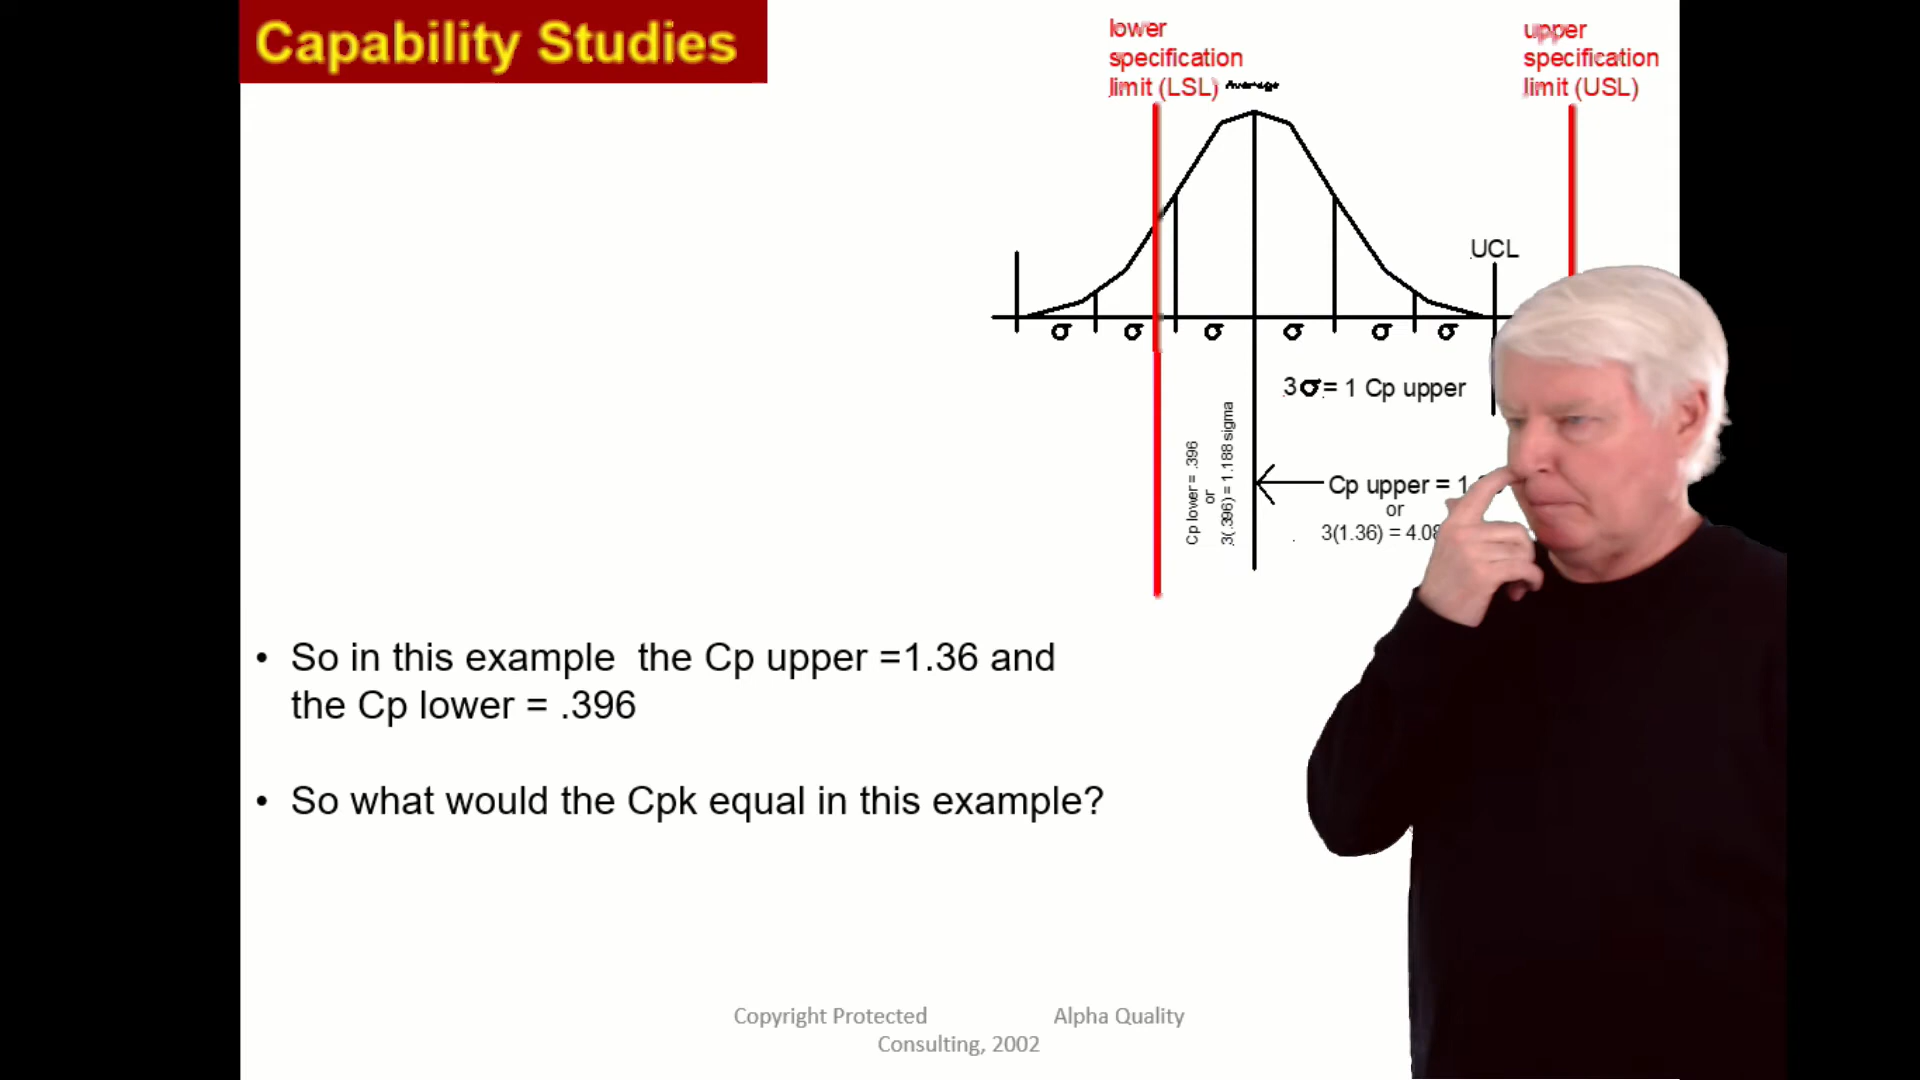 Capability Studies
lower
specification
limit (LSL)
Average
upper
specification
limit (USL)
UCL
σ σ σ σ σ σ
3σ = 1 Cp upper
Cp lower = .396
or
3(.396) = 1.188 sigma
Cp upper =
or
3(1.36) = 4.08
• So in this example the Cp upper =1.36 and
the Cp lower = .396
• So what would the Cpk equal in this example?
Copyright Protected Alpha Quality
Consulting, 2002